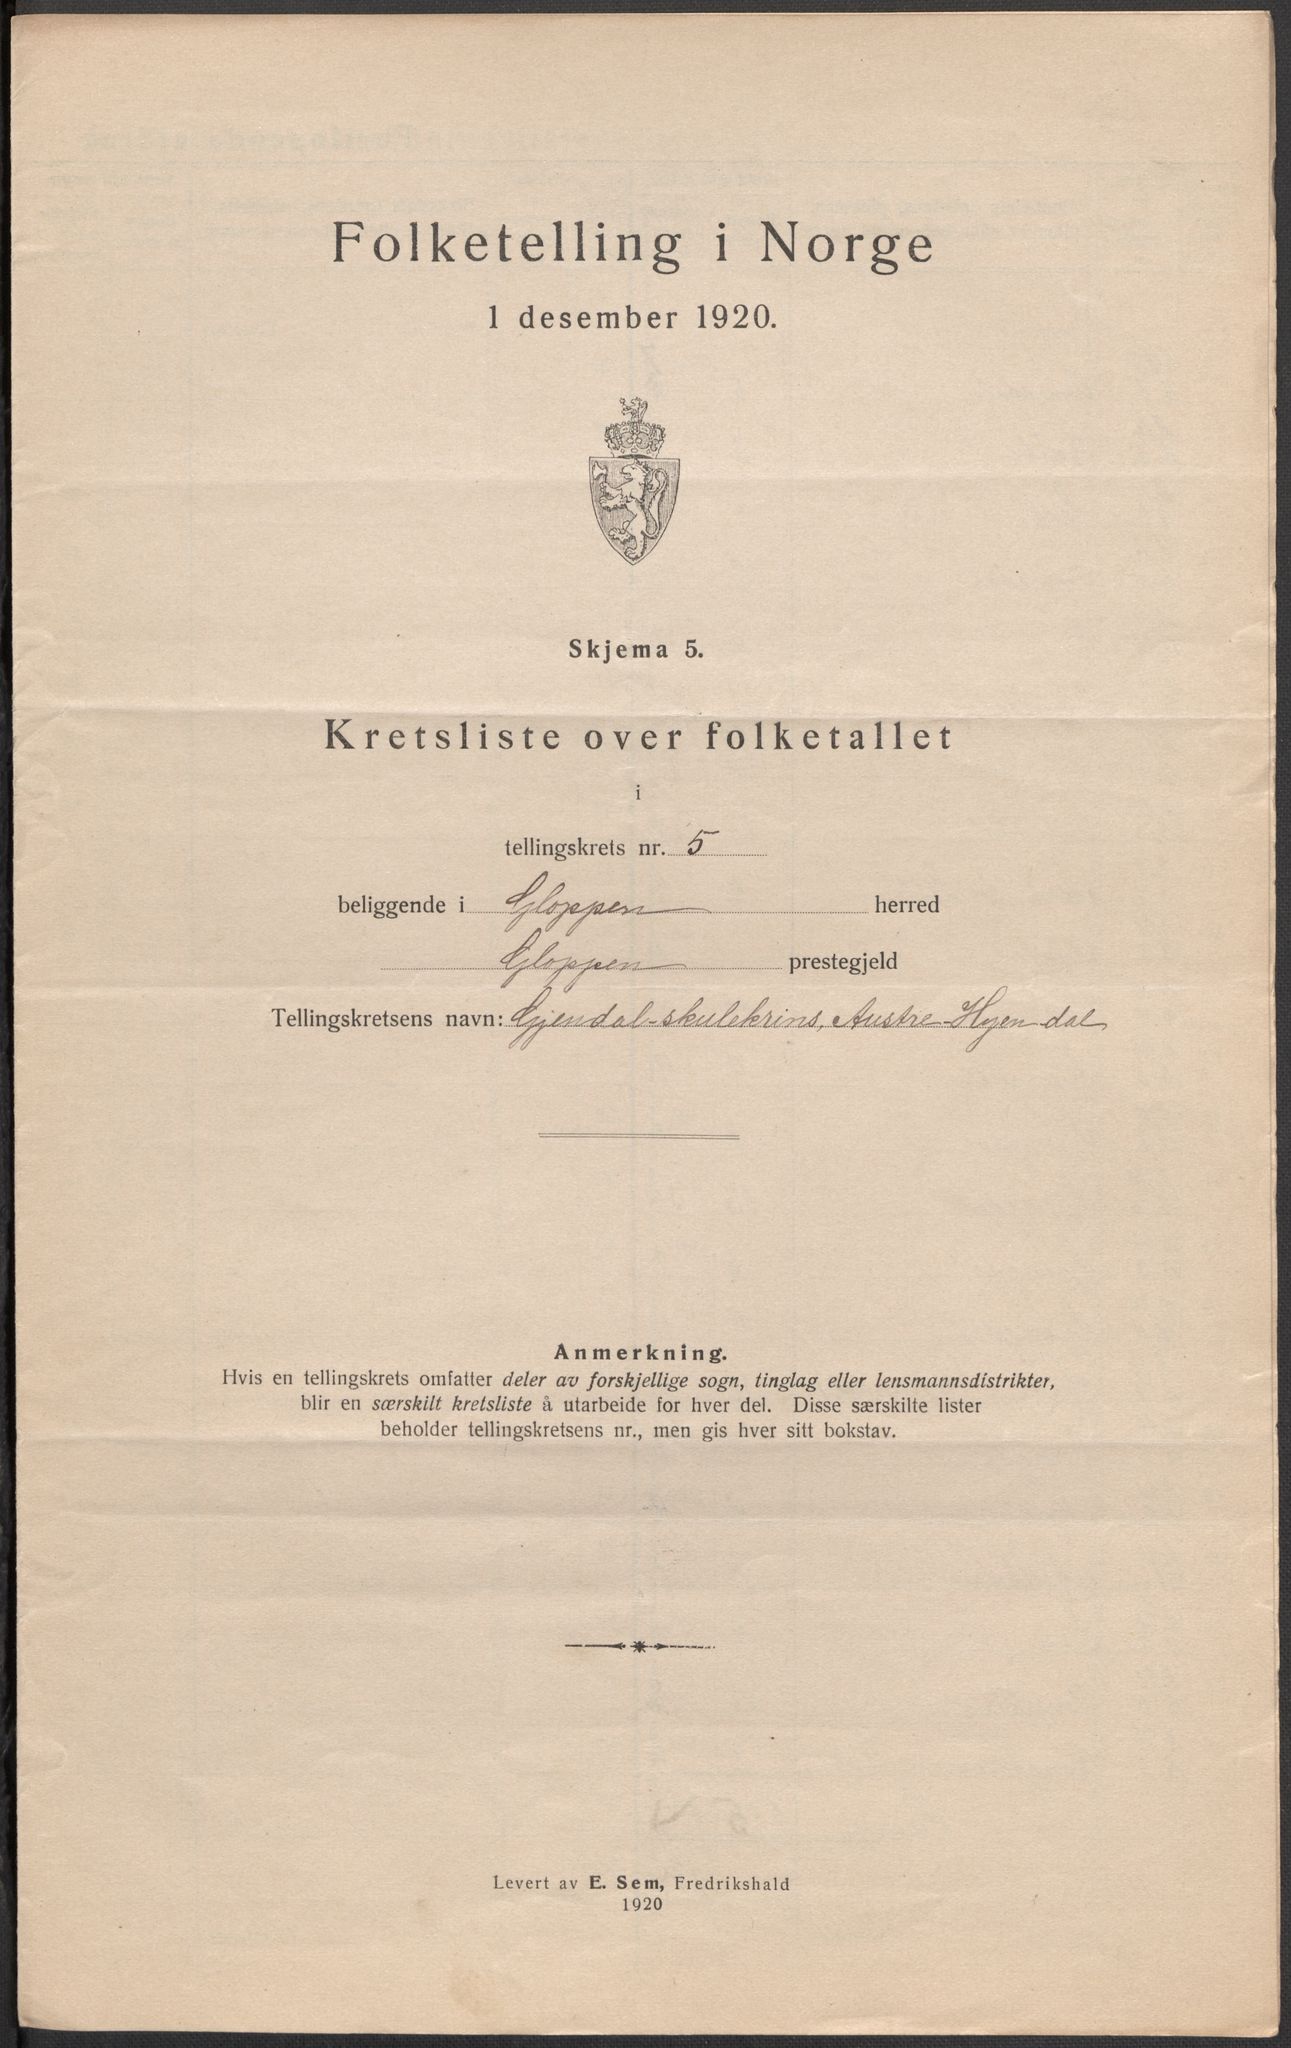 Folketelling i Norge
1 desember 1920.
Skjema 5.
Kretsliste over folketallet
i
tellingskrets nr. 5
beliggende i Gloppen herred
Gloppen prestegjeld
Tellingskretsens navn: Gjendal-skulekrins, Austre-Hyen dal
Anmerkning.
Hvis en tellingskrets omfatter deler av forskjellige sogn, tinglag eller lensmannsdistrikter,
blir en særskilt kretsliste å utarbeide for hver del. Disse særskilte lister
beholder tellingskretsens nr., men gis hver sitt bokstav.
Levert av E. Sem, Fredrikshald
1920